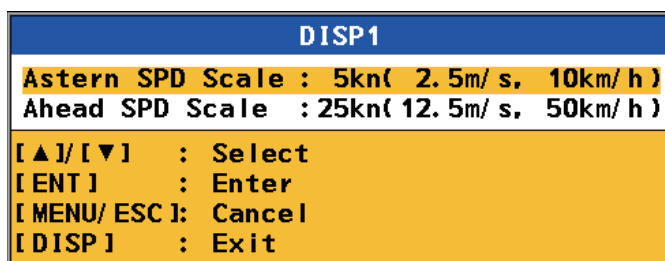 DISP1
Astern SPD Scale : 5kn( 2.5m/s, 10km/h)
Ahead SPD Scale :25kn(12.5m/s, 50km/h)
[▲]/[▼] : Select
[ENT] : Enter
[MENU/ESC]: Cancel
[DISP] : Exit